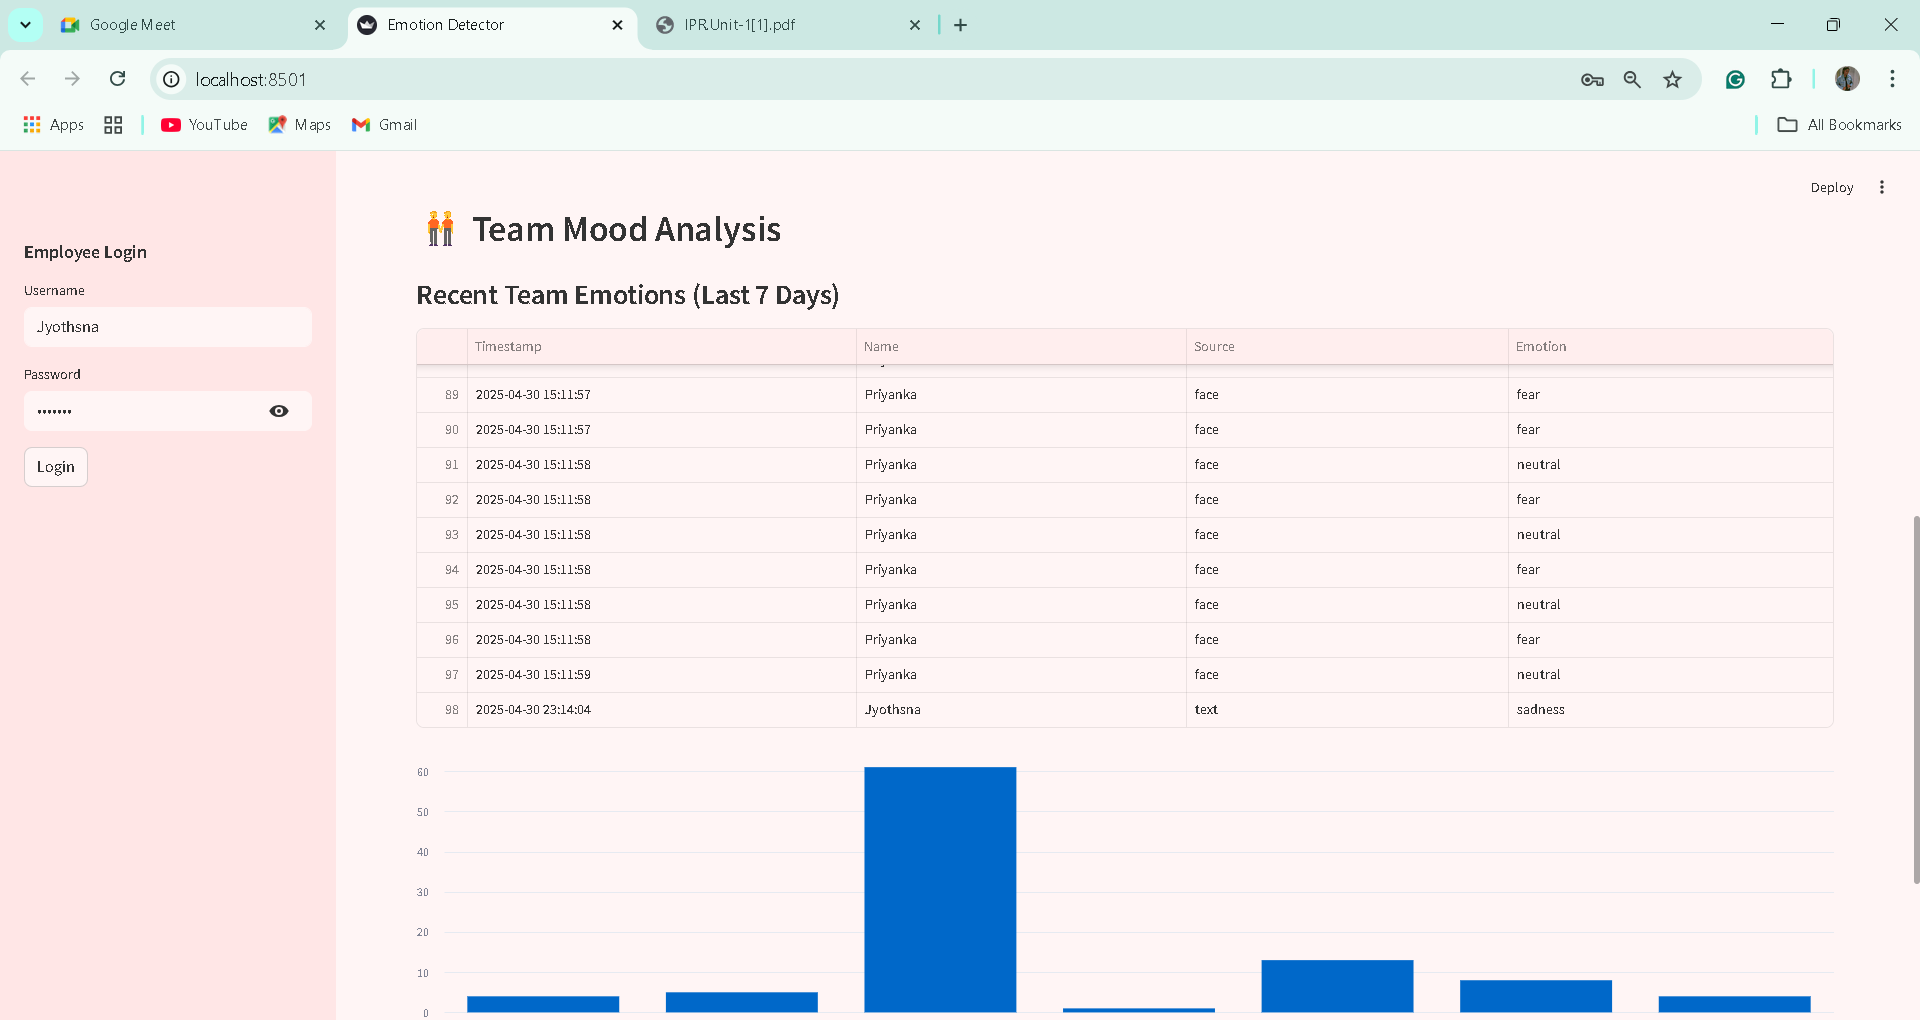 Google Meet
Emotion Detector
IPR.Unit-1[1].pdf
localhost:8501
Apps
YouTube
Maps
Gmail
All Bookmarks
Deploy
Employee Login
Username
Jyothsna
Password
•••••••
Login
Team Mood Analysis
Recent Team Emotions (Last 7 Days)
Timestamp Name Source Emotion
89 2025-04-30 15:11:57 Priyanka face fear
90 2025-04-30 15:11:57 Priyanka face fear
91 2025-04-30 15:11:58 Priyanka face neutral
92 2025-04-30 15:11:58 Priyanka face fear
93 2025-04-30 15:11:58 Priyanka face neutral
94 2025-04-30 15:11:58 Priyanka face fear
95 2025-04-30 15:11:58 Priyanka face neutral
96 2025-04-30 15:11:58 Priyanka face fear
97 2025-04-30 15:11:59 Priyanka face neutral
98 2025-04-30 23:14:04 Jyothsna text sadness
60
50
40
30
20
10
0